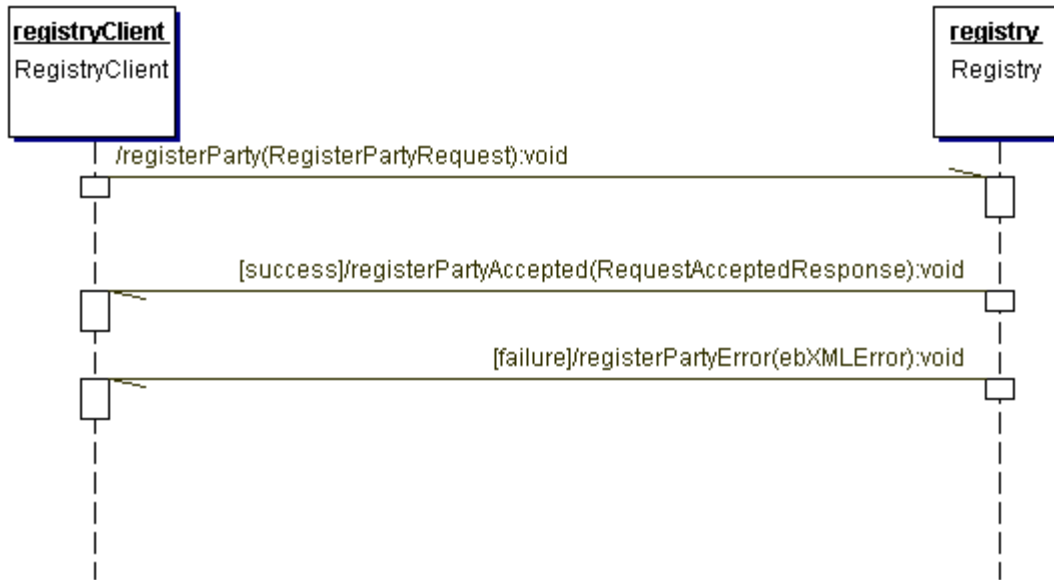 registryClient
RegistryClient
registry
Registry
/registerParty(RegisterPartyRequest):void
[success]/registerPartyAccepted(RequestAcceptedResponse):void
[failure]/registerPartyError(ebXMLError):void